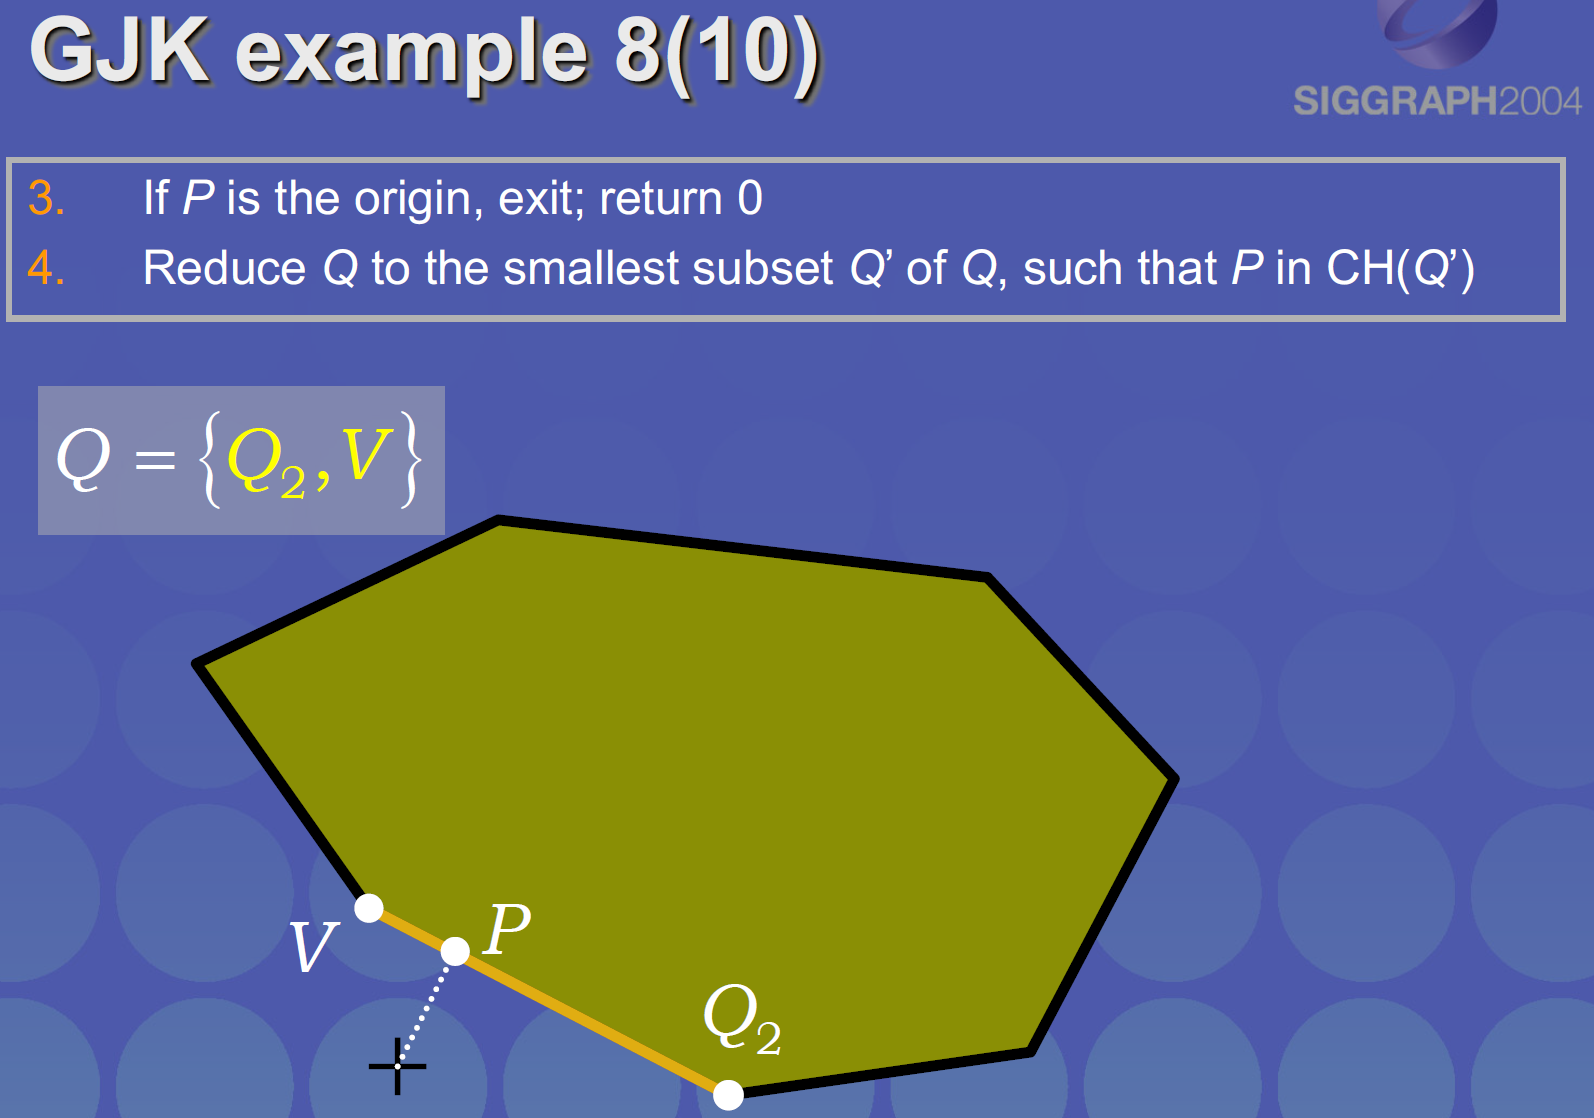 GJK example 8(10)
SIGGRAPH2004
3. If P is the origin, exit; return 0
4. Reduce Q to the smallest subset Q’ of Q, such that P in CH(Q’)
Q = {Q₂,V}
V
P
Q₂